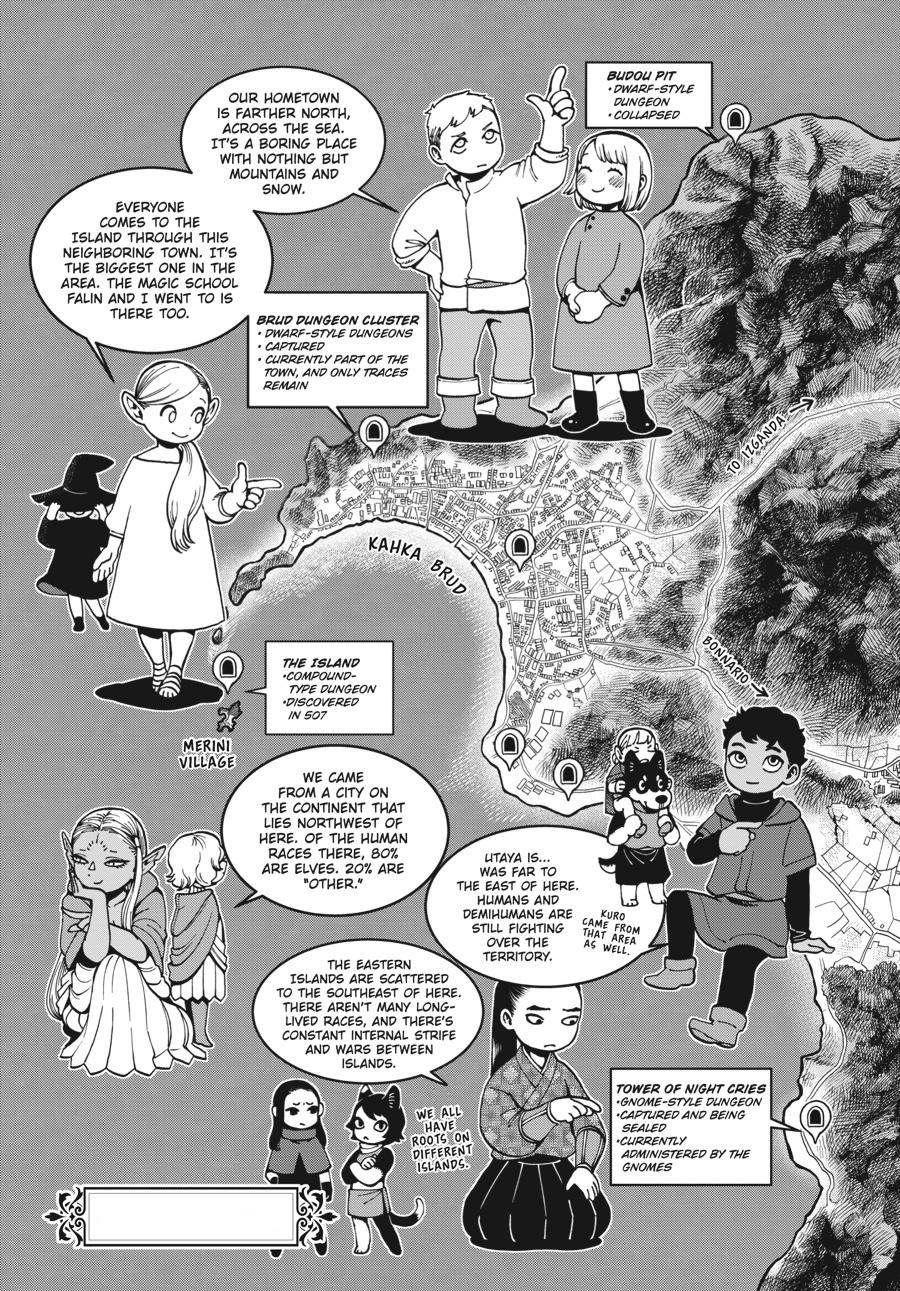 BUDOU PIT
•DWARF-STYLE
DUNGEON
•COLLAPSED
OUR HOMETOWN
IS FARTHER NORTH,
ACROSS THE SEA.
IT'S A BORING PLACE
WITH NOTHING BUT
MOUNTAINS AND
SNOW.
EVERYONE
COMES TO THE
ISLAND THROUGH THIS
NEIGHBORING TOWN. IT'S
THE BIGGEST ONE IN THE
AREA. THE MAGIC SCHOOL
FALIN AND I WENT TO IS
THERE TOO.
BRUD DUNGEON CLUSTER
• DWARF-STYLE DUNGEONS
• CAPTURED
• CURRENTLY PART OF THE
TOWN, AND ONLY TRACES
REMAIN
TO IZGANDA
KAHKA BRUD
BONNARIO
THE ISLAND
•COMPOUND-
TYPE DUNGEON
•DISCOVERED
IN 507
MERINI
VILLAGE
WE CAME
FROM A CITY ON
THE CONTINENT THAT
LIES NORTHWEST OF
HERE. OF THE HUMAN
RACES THERE, 80%
ARE ELVES. 20% ARE
"OTHER."
UTAYA IS...
WAS FAR TO
THE EAST OF HERE.
HUMANS AND
DEMIHUMANS ARE
STILL FIGHTING
OVER THE
TERRITORY.
KURO
CAME FROM
THAT AREA
AS WELL.
THE EASTERN
ISLANDS ARE SCATTERED
TO THE SOUTHEAST OF HERE.
THERE AREN'T MANY LONG-
LIVED RACES, AND THERE'S
CONSTANT INTERNAL STRIFE
AND WARS BETWEEN
ISLANDS.
WE ALL
HAVE
ROOTS ON
DIFFERENT
ISLANDS.
TOWER OF NIGHT CRIES
•GNOME-STYLE DUNGEON
•CAPTURED AND BEING
SEALED
•CURRENTLY
ADMINISTERED BY THE
GNOMES